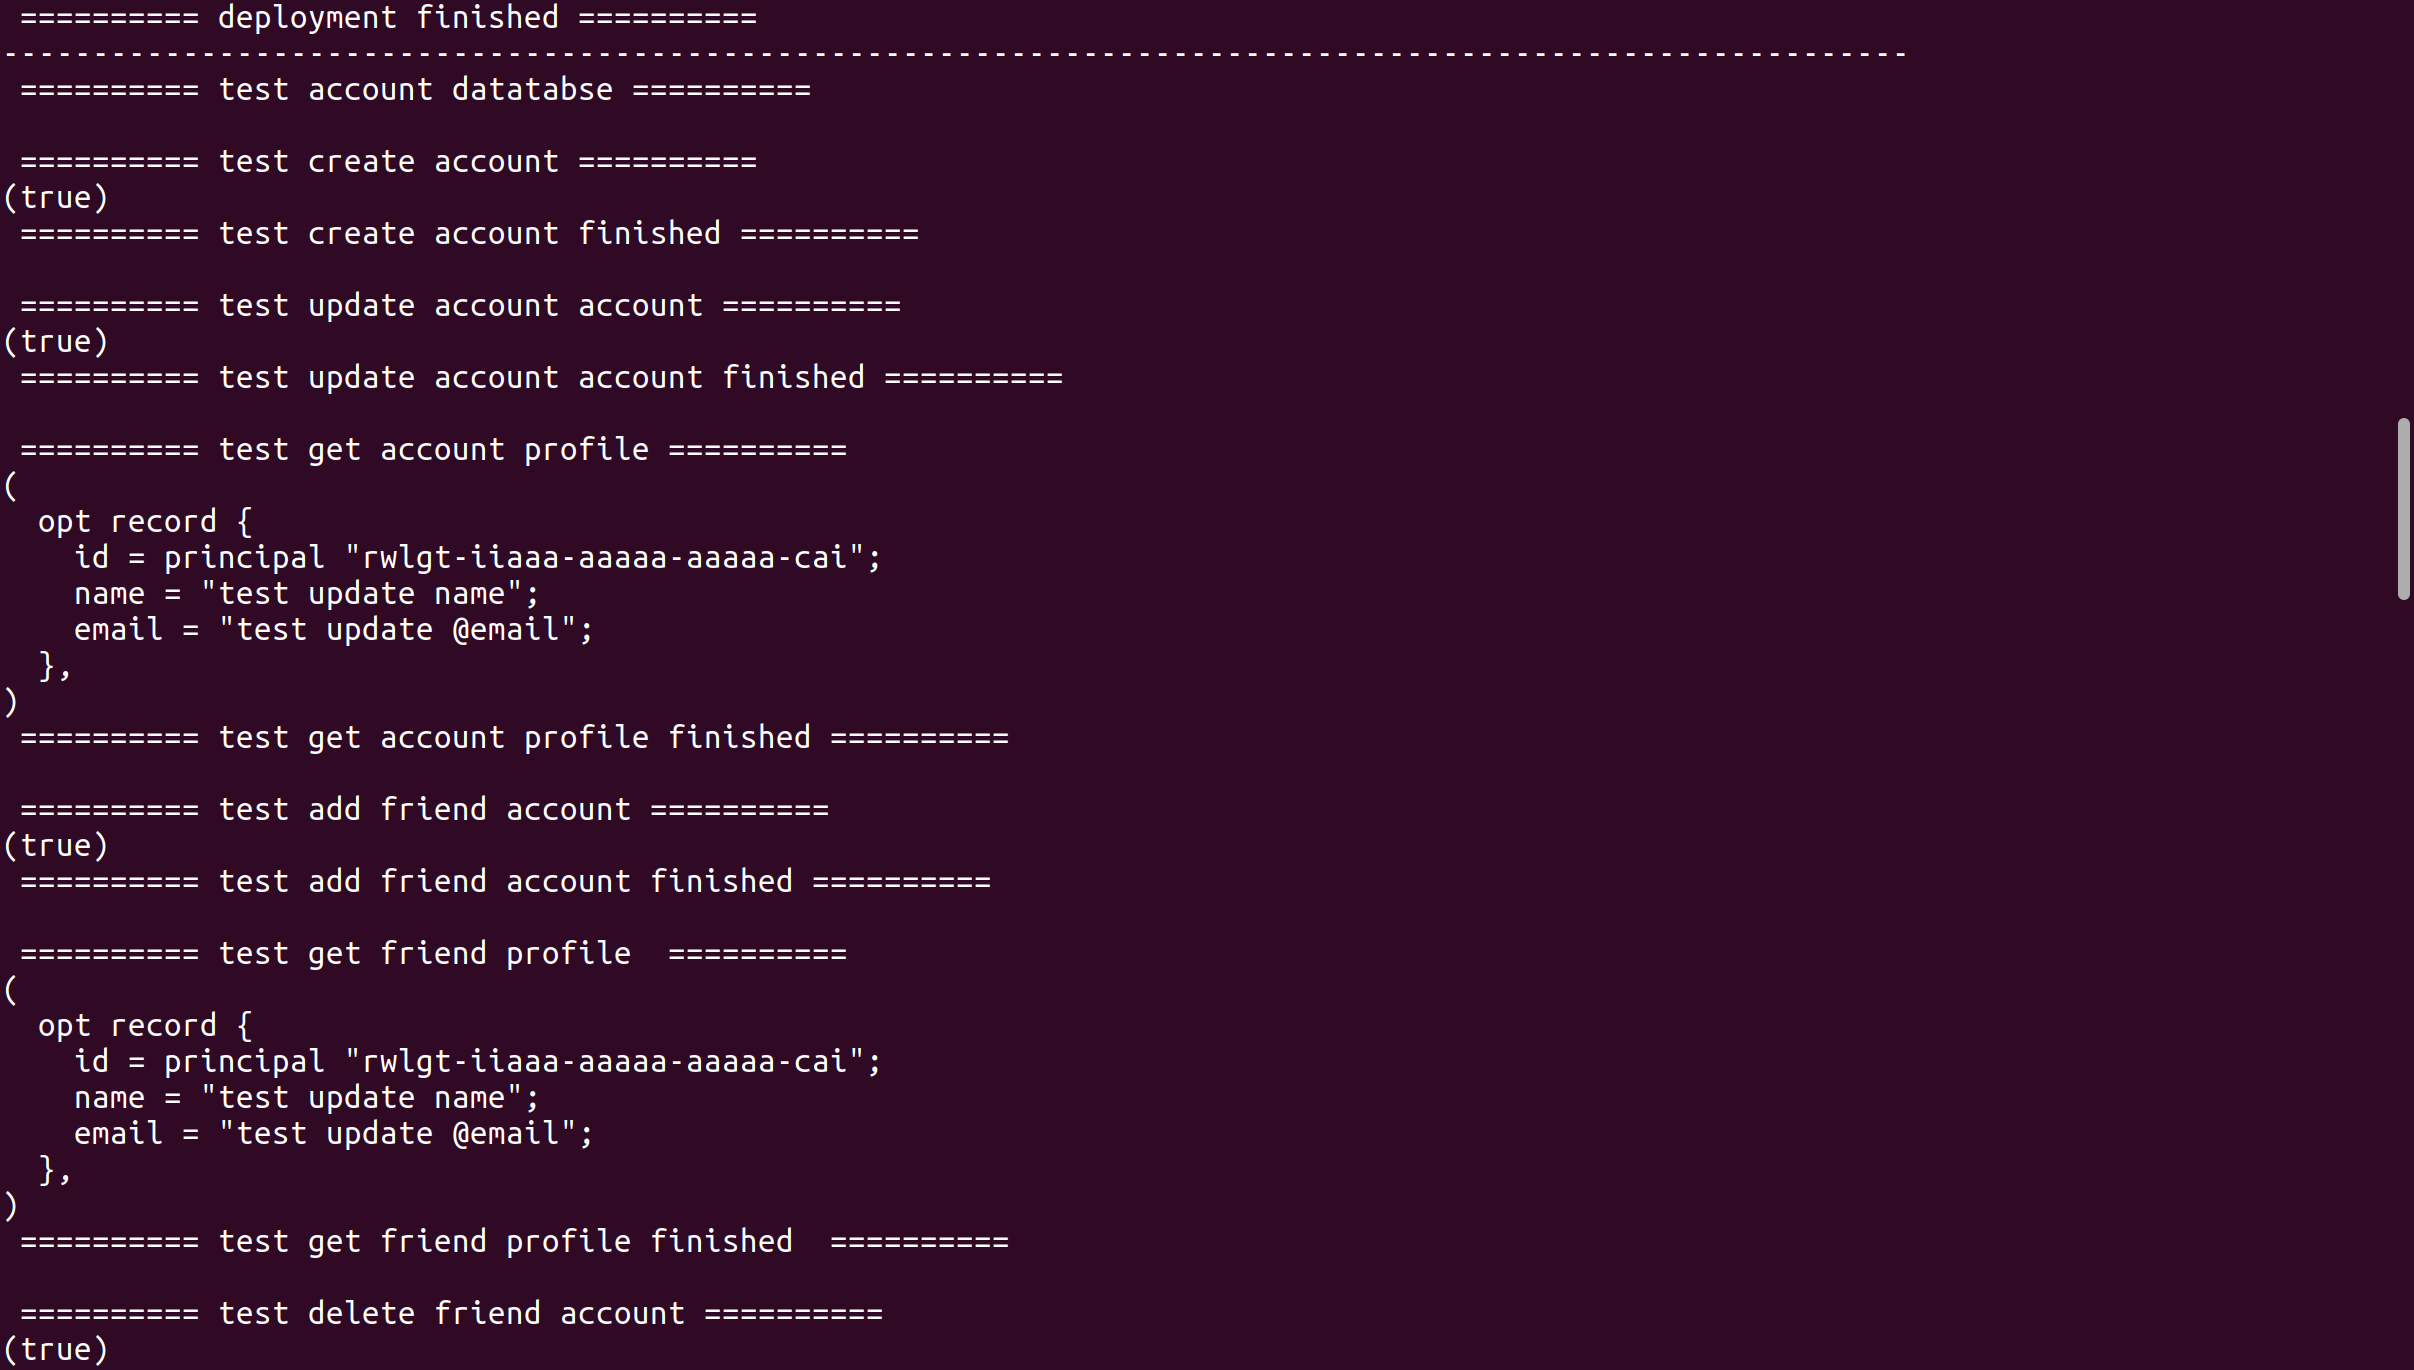 ========== deployment finished ==========
----------------------------------------------------------------------------------------------------------
========== test account datatabse ==========
========== test create account ==========
(true)
========== test create account finished ==========
========== test update account account ==========
(true)
========== test update account account finished ==========
========== test get account profile ==========
(
  opt record {
    id = principal "rwlgt-iiaaa-aaaaa-aaaaa-cai";
    name = "test update name";
    email = "test update @email";
  },
)
========== test get account profile finished ==========
========== test add friend account ==========
(true)
========== test add friend account finished ==========
========== test get friend profile  ==========
(
  opt record {
    id = principal "rwlgt-iiaaa-aaaaa-aaaaa-cai";
    name = "test update name";
    email = "test update @email";
  },
)
========== test get friend profile finished  ==========
========== test delete friend account ==========
(true)